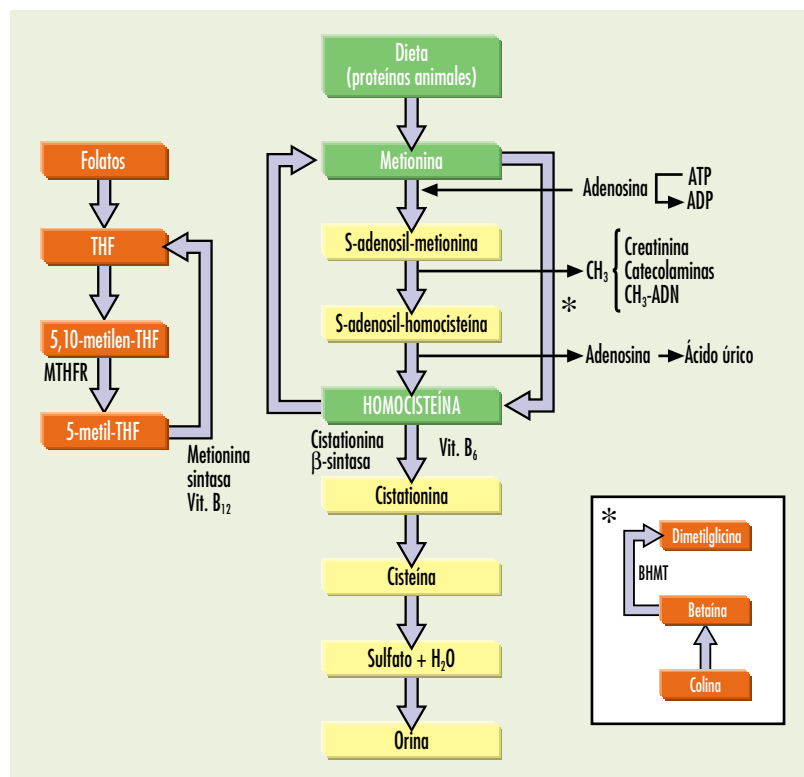 Dieta
(proteínas animales)
Folatos
Metionina
Adenosina
ATP
ADP
THF
S-adenosil-metionina
CH₃
Creatinina
Catecolaminas
CH₃-ADN
*
5,10-metilen-THF
S-adenosil-homocisteína
MTHFR
Adenosina
Ácido úrico
5-metil-THF
HOMOCISTEÍNA
Metionina
sintasa
Vit. B₁₂
Cistationina
β-sintasa
Vit. B₆
Cistationina
Cisteína
Sulfato + H₂O
Orina
*
Dimetilglicina
BHMT
Betaína
Colina